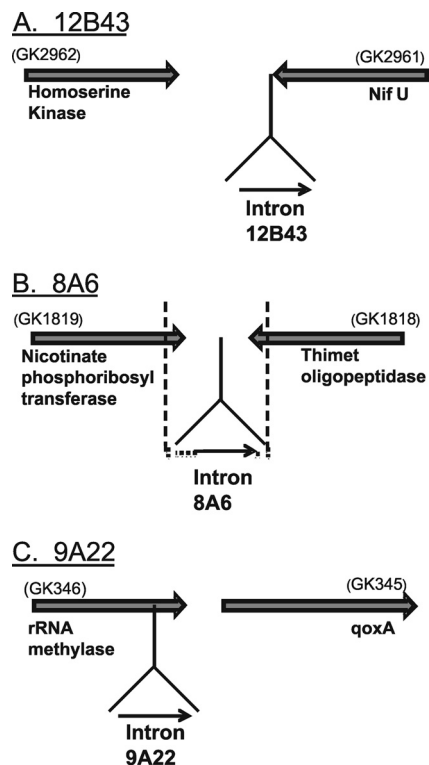 A. 12B43
(GK2962)
(GK2961)
Homoserine
Kinase
Nif U
Intron
12B43
B. 8A6
(GK1819)
(GK1818)
Nicotinate
phosphoribosyl
transferase
Thimet
oligopeptidase
Intron
8A6
C. 9A22
(GK346)
(GK345)
rRNA
methylase
qoxA
Intron
9A22